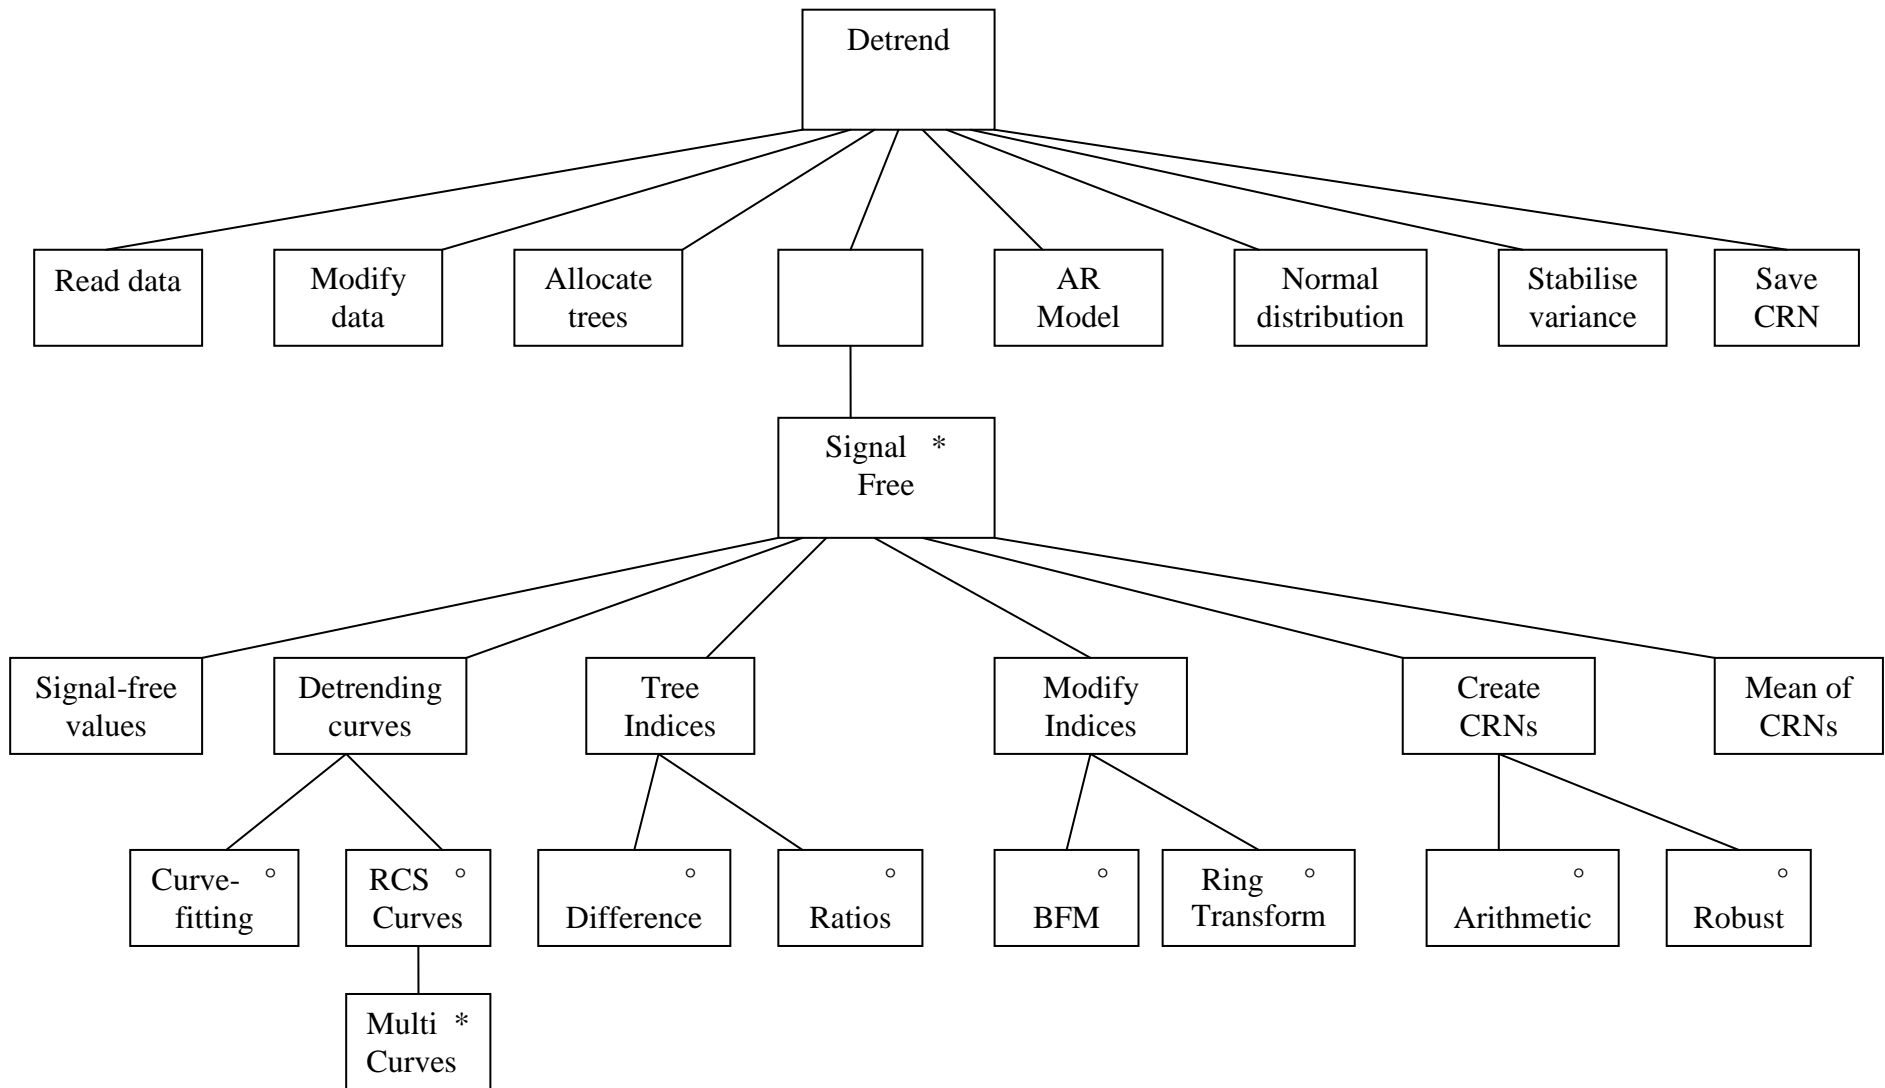 Detrend
Read data
Modify
data
Allocate
trees
AR
Model
Normal
distribution
Stabilise
variance
Save
CRN
Signal *
Free
Signal-free
values
Detrending
curves
Tree
Indices
Modify
Indices
Create
CRNs
Mean of
CRNs
Curve- °
fitting
RCS °
Curves
°
Difference
°
Ratios
°
BFM
Ring °
Transform
°
Arithmetic
°
Robust
Multi *
Curves